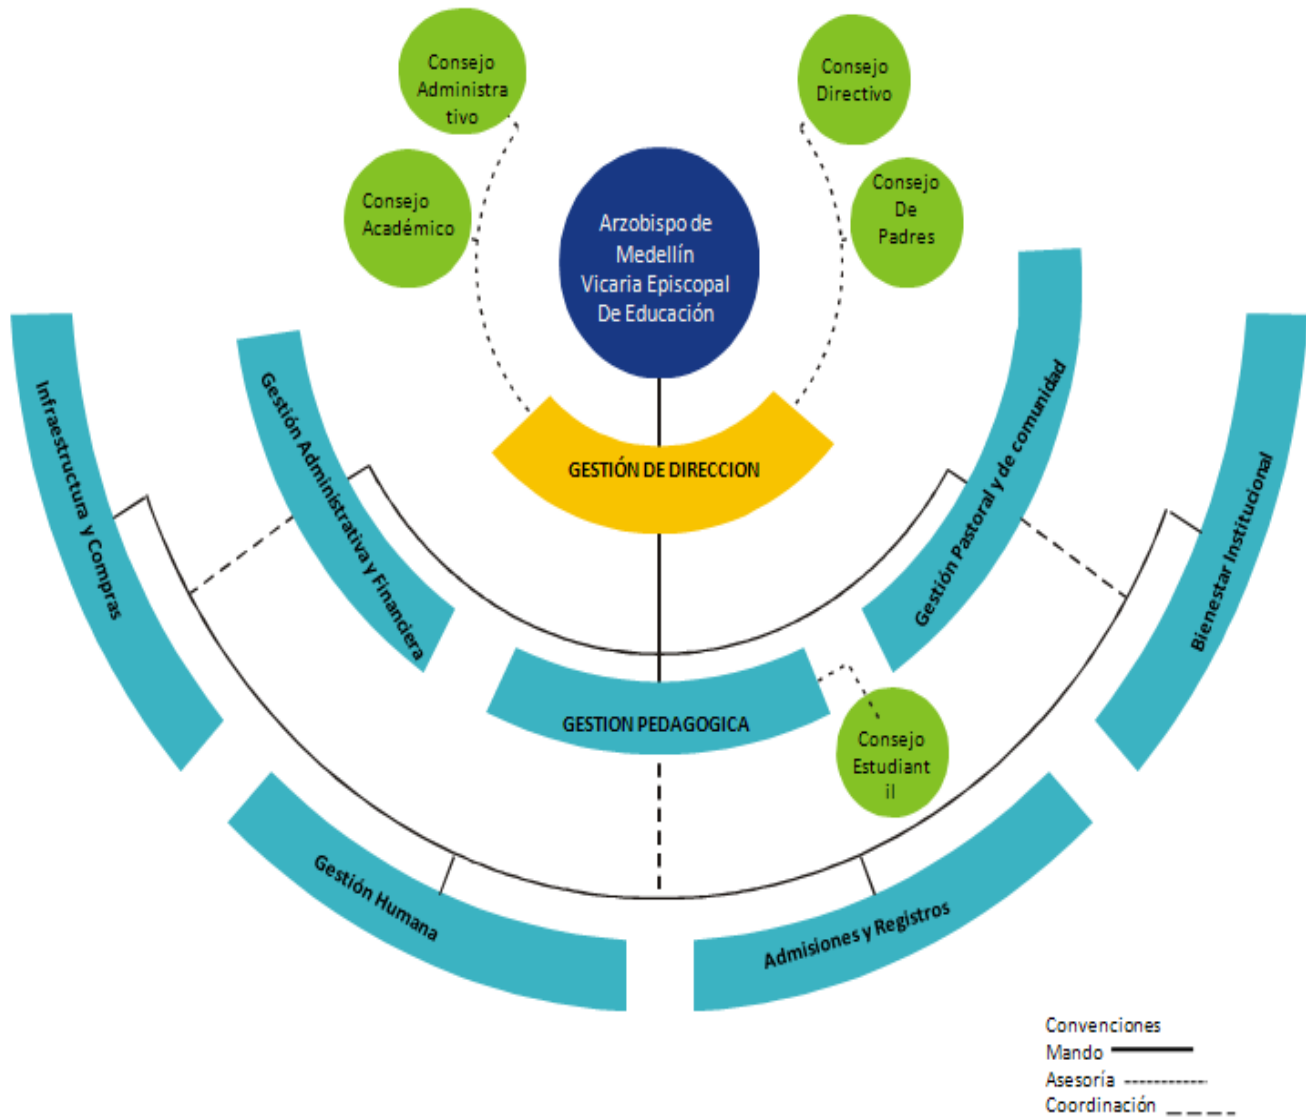 Consejo
Administra
tivo
Consejo
Directivo
Consejo
Académico
Consejo
De
Padres
Arzobispo de
Medellín
Vicaria Episcopal
De Educación
GESTIÓN DE DIRECCION
Infraestructura y Compras
Gestión Administrativa y Financiera
Gestión Pastoral y de comunidad
Bienestar Institucional
GESTION PEDAGOGICA
Consejo
Estudiant
il
Gestión Humana
Admisiones y Registros
Convenciones
Mando
Asesoría
Coordinación